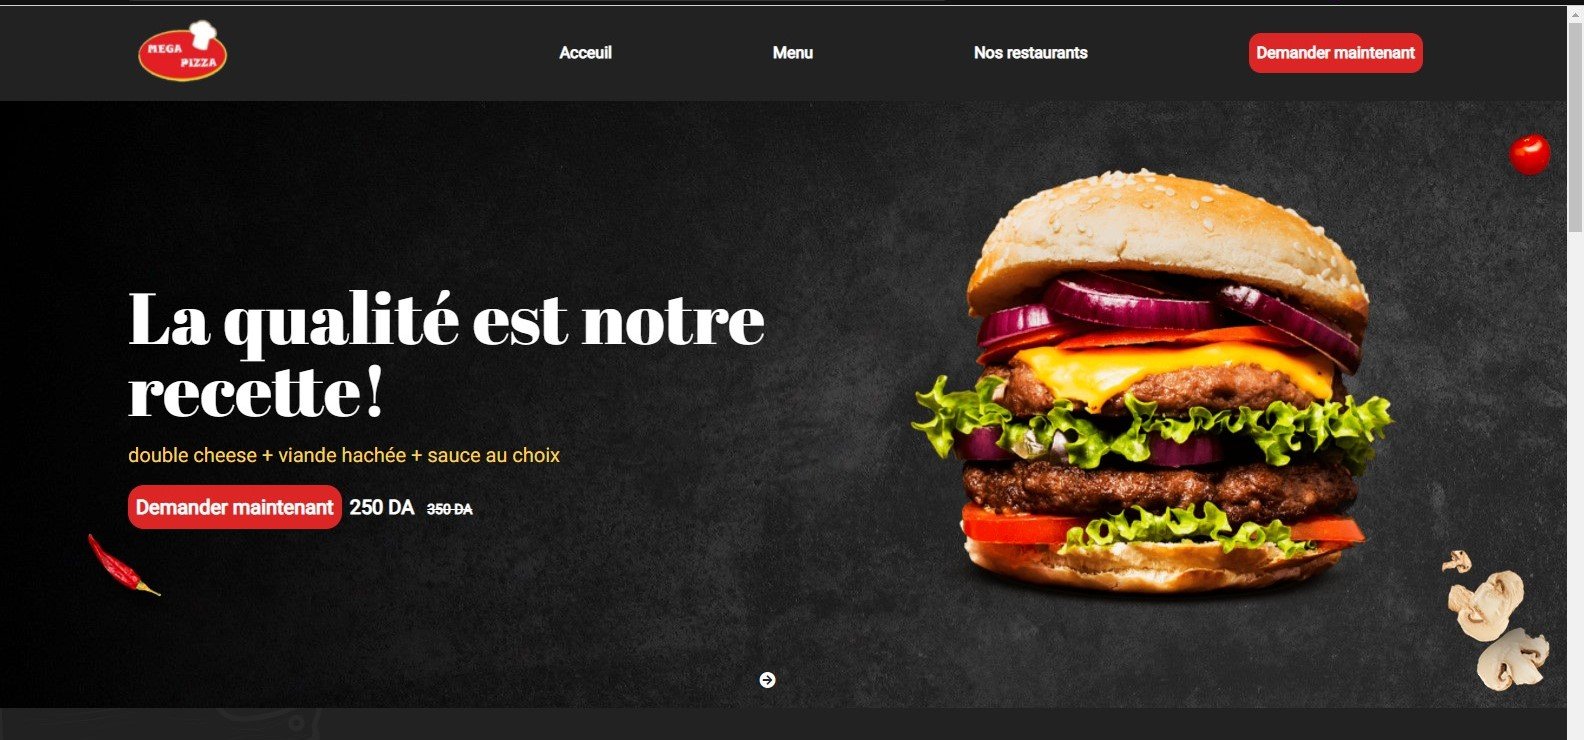 MEGA
PIZZA
Acceuil
Menu
Nos restaurants
Demander maintenant
La qualité est notre
recette!
double cheese + viande hachée + sauce au choix
Demander maintenant 250 DA 350 DA